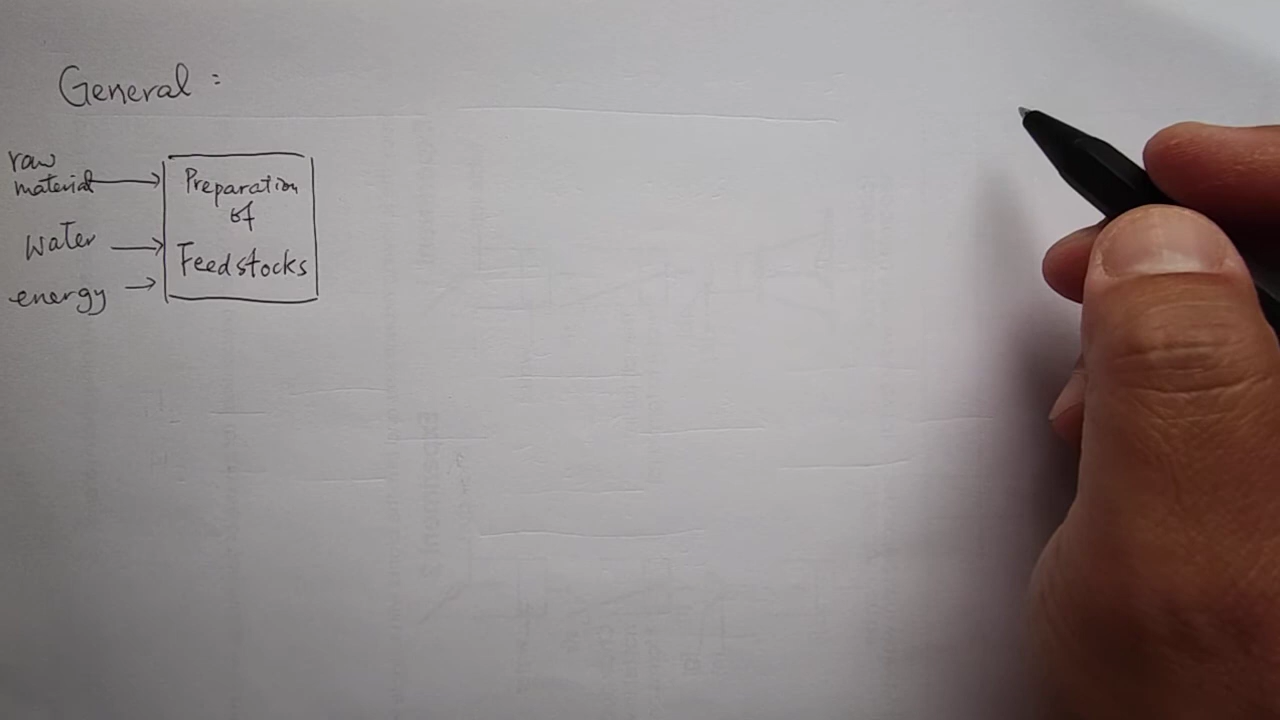 General :
raw
material
water
energy
Preparation
of
Feedstocks